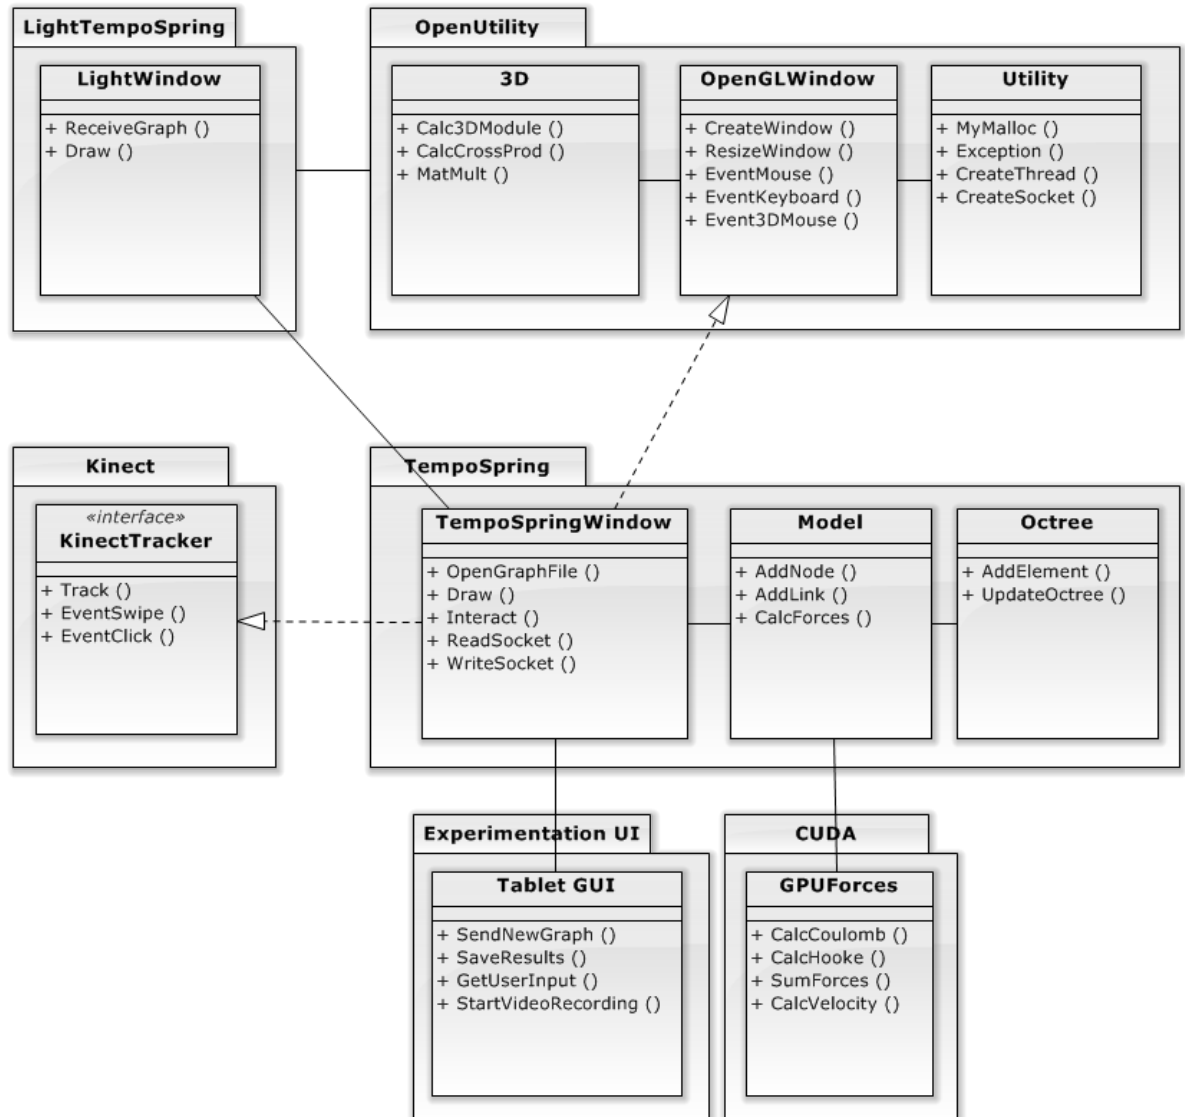 LightTempoSpring
LightWindow
+ ReceiveGraph ()
+ Draw ()
OpenUtility
3D
+ Calc3DModule ()
+ CalcCrossProd ()
+ MatMult ()
OpenGLWindow
+ CreateWindow ()
+ ResizeWindow ()
+ EventMouse ()
+ EventKeyboard ()
+ Event3DMouse ()
Utility
+ MyMalloc ()
+ Exception ()
+ CreateThread ()
+ CreateSocket ()
Kinect
«interface»
KinectTracker
+ Track ()
+ EventSwipe ()
+ EventClick ()
TempoSpring
TempoSpringWindow
+ OpenGraphFile ()
+ Draw ()
+ Interact ()
+ ReadSocket ()
+ WriteSocket ()
Model
+ AddNode ()
+ AddLink ()
+ CalcForces ()
Octree
+ AddElement ()
+ UpdateOctree ()
Experimentation UI
Tablet GUI
+ SendNewGraph ()
+ SaveResults ()
+ GetUserInput ()
+ StartVideoRecording ()
CUDA
GPUForces
+ CalcCoulomb ()
+ CalcHooke ()
+ SumForces ()
+ CalcVelocity ()